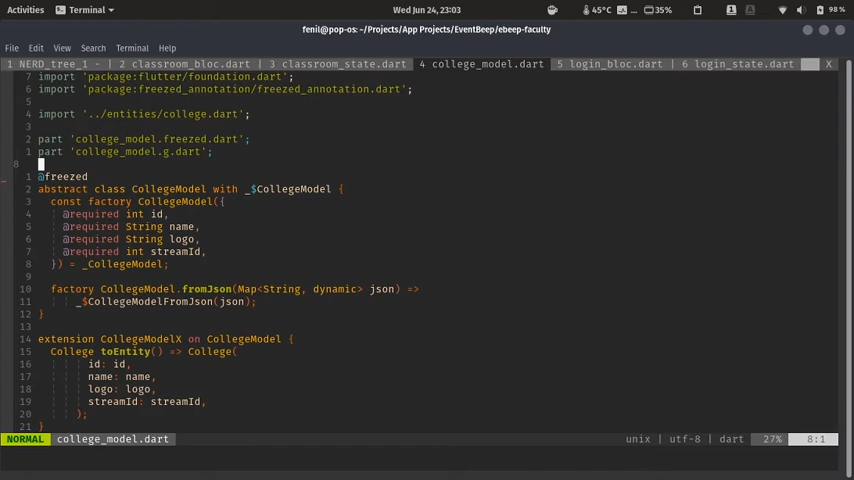 Activities Terminal Wed Jun 24, 23:03 45°C ... 35% 1 98 %
fenil@pop-os: ~/Projects/App Projects/EventBeep/ebeep-faculty
File Edit View Search Terminal Help
1 NERD_tree_1 - | 2 classroom_bloc.dart | 3 classroom_state.dart 4 college_model.dart 5 login_bloc.dart | 6 login_state.dart X
7 import 'package:flutter/foundation.dart';
6 import 'package:freezed_annotation/freezed_annotation.dart';
5
4 import '../entities/college.dart';
3
2 part 'college_model.freezed.dart';
1 part 'college_model.g.dart';
8
1 @freezed
2 abstract class CollegeModel with _$CollegeModel {
3 const factory CollegeModel({
4 @required int id,
5 @required String name,
6 @required String logo,
7 @required int streamId,
8 }) = _CollegeModel;
9
10 factory CollegeModel.fromJson(Map<String, dynamic> json) =>
11 _$CollegeModelFromJson(json);
12 }
13
14 extension CollegeModelX on CollegeModel {
15 College toEntity() => College(
16 id: id,
17 name: name,
18 logo: logo,
19 streamId: streamId,
20 );
21 }
NORMAL college_model.dart unix | utf-8 | dart 27% 8:1